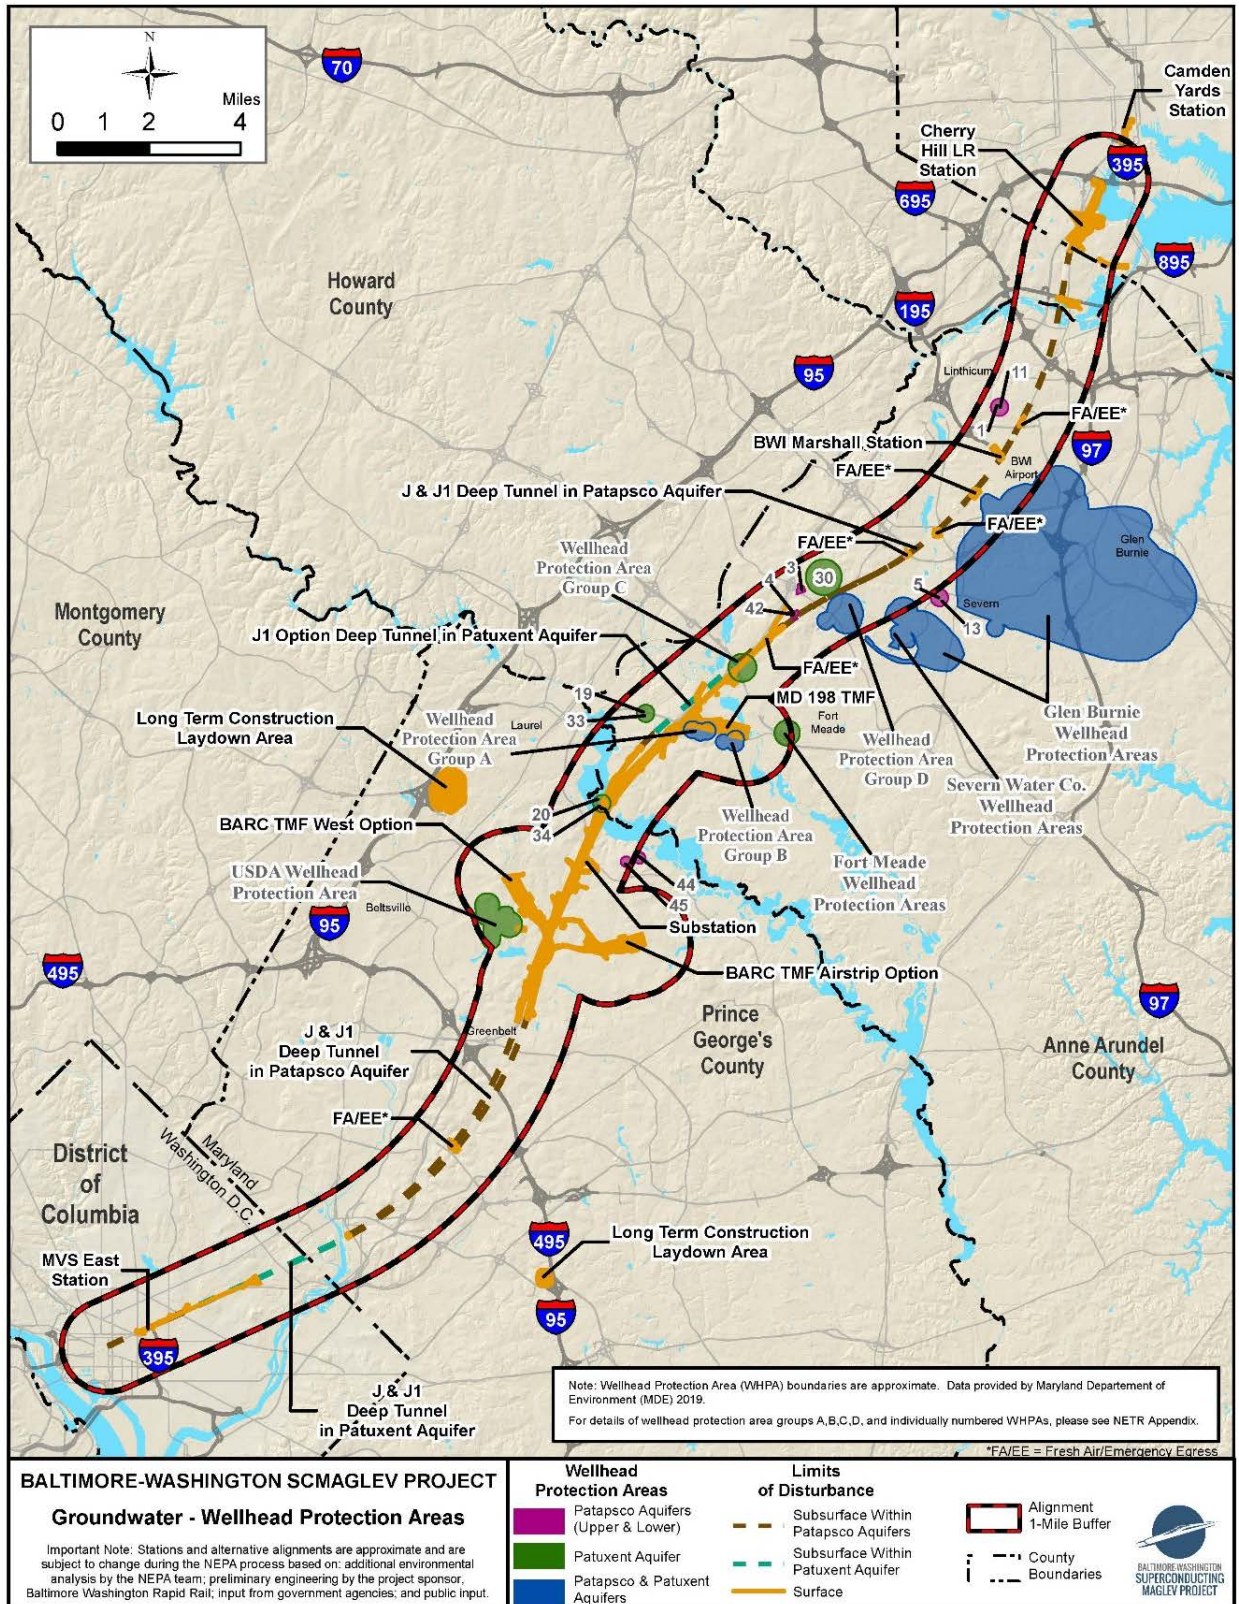 N
Miles
0 1 2 4
70
Camden
Yards
Station
Cherry
Hill LR
Station
395
695
895
Howard
County
195
95
Linthicum
11
1
FA/EE*
BWI Marshall Station
97
BWI
Airport
FA/EE*
J & J1 Deep Tunnel in Patapsco Aquifer
FA/EE*
FA/EE*
Glen
Burnie
Wellhead
Protection Area
Group C
3
30
4
42
5
Severn
13
Montgomery
County
J1 Option Deep Tunnel in Patuxent Aquifer
FA/EE*
19
33
MD 198 TMF
Long Term Construction
Laydown Area
Laurel
Wellhead
Protection Area
Group A
Fort
Meade
Wellhead
Protection Area
Group D
Glen Burnie
Wellhead
Protection Areas
Severn Water Co.
Wellhead
Protection Areas
20
34
BARC TMF West Option
Wellhead
Protection Area
Group B
Fort Meade
Wellhead
Protection Areas
USDA Wellhead
Protection Area
44
45
Beltsville
95
Substation
495
BARC TMF Airstrip Option
97
Prince
George's
County
Anne Arundel
County
Greenbelt
J & J1
Deep Tunnel
in Patapsco Aquifer
FA/EE*
District
of
Columbia
Maryland
Washington D.C.
MVS East
Station
495
Long Term Construction
Laydown Area
95
395
J & J1
Deep Tunnel
in Patuxent Aquifer
Note: Wellhead Protection Area (WHPA) boundaries are approximate. Data provided by Maryland Departement of
Environment (MDE) 2019.
For details of wellhead protection area groups A,B,C,D, and individually numbered WHPAs, please see NETR Appendix.
*FA/EE = Fresh Air/Emergency Egress
BALTIMORE-WASHINGTON SCMAGLEV PROJECT
Groundwater - Wellhead Protection Areas
Important Note: Stations and alternative alignments are approximate and are
subject to change during the NEPA process based on: additional environmental
analysis by the NEPA team; preliminary engineering by the project sponsor,
Baltimore Washington Rapid Rail; input from government agencies; and public input.
Wellhead
Protection Areas
Patapsco Aquifers
(Upper & Lower)
Patuxent Aquifer
Patapsco & Patuxent
Aquifers
Limits
of Disturbance
Subsurface Within
Patapsco Aquifers
Subsurface Within
Patuxent Aquifer
Surface
Alignment
1-Mile Buffer
County
Boundaries
BALTIMORE-WASHINGTON
SUPERCONDUCTING
MAGLEV PROJECT